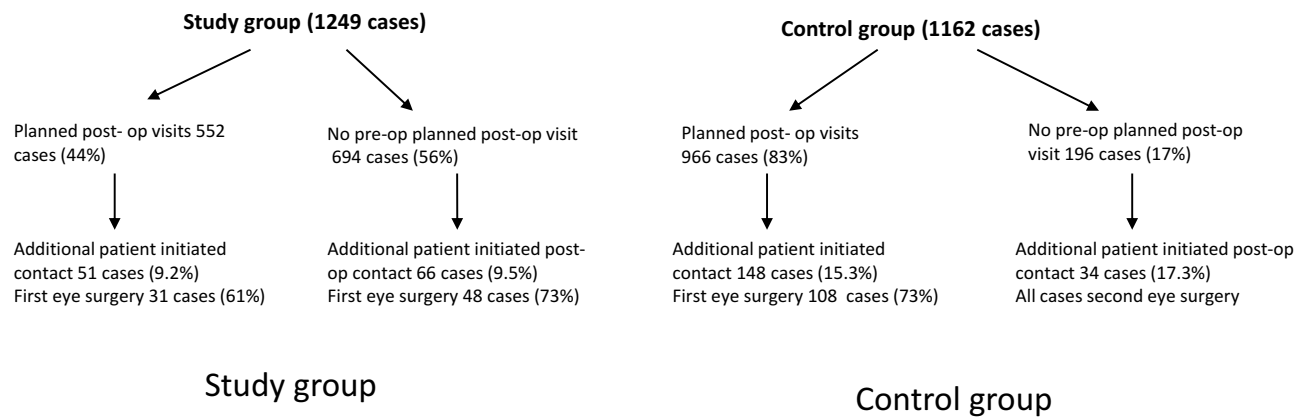 Study group (1249 cases)
Planned post- op visits 552
cases (44%)
No pre-op planned post-op visit
694 cases (56%)
Additional patient initiated
contact 51 cases (9.2%)
First eye surgery 31 cases (61%)
Additional patient initiated post-
op contact 66 cases (9.5%)
First eye surgery 48 cases (73%)
Study group
Control group (1162 cases)
Planned post- op visits
966 cases (83%)
No pre-op planned post-op
visit 196 cases (17%)
Additional patient initiated
contact 148 cases (15.3%)
First eye surgery 108 cases (73%)
Additional patient initiated post-op
contact 34 cases (17.3%)
All cases second eye surgery
Control group